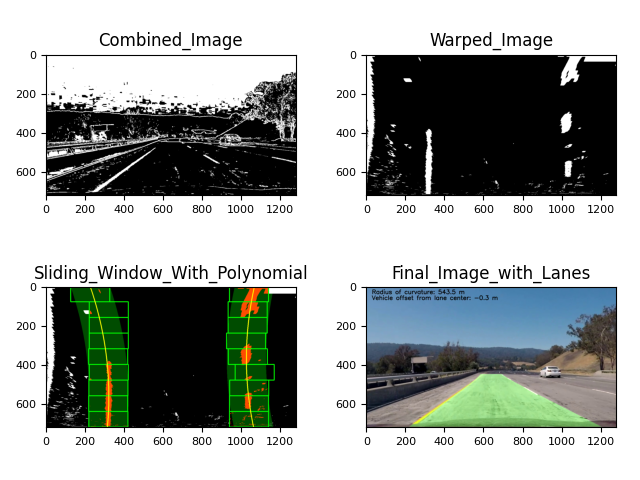 Combined_Image
0
200
400
600
0 200 400 600 800 1000 1200
Warped_Image
0
200
400
600
0 200 400 600 800 1000 1200
Sliding_Window_With_Polynomial
0
200
400
600
0 200 400 600 800 1000 1200
Final_Image_with_Lanes
0
200
400
600
0 200 400 600 800 1000 1200
Radius of curvature: 543.5 m
Vehicle offset from lane center: −0.3 m